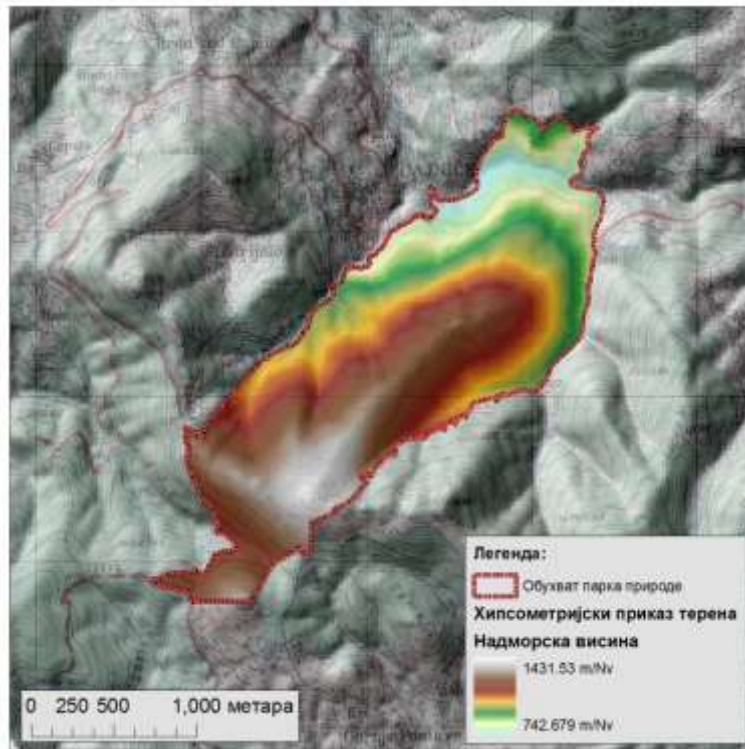 Легенда:
Обухват парка природе
Хипсометријски приказ терена
Надморска висина
1431.53 m/Nv
742.679 m/Nv
0 250 500 1,000 метара